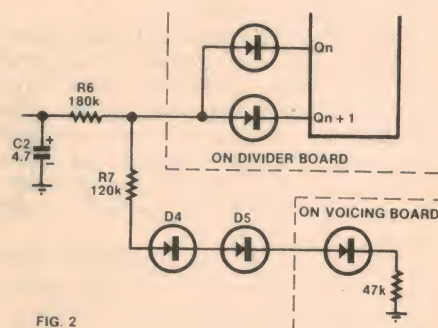 Qn
R6
180k
Qn + 1
C2
4.7
+
−
ON DIVIDER BOARD
R7
120k
D4
D5
ON VOICING BOARD
47k
FIG. 2